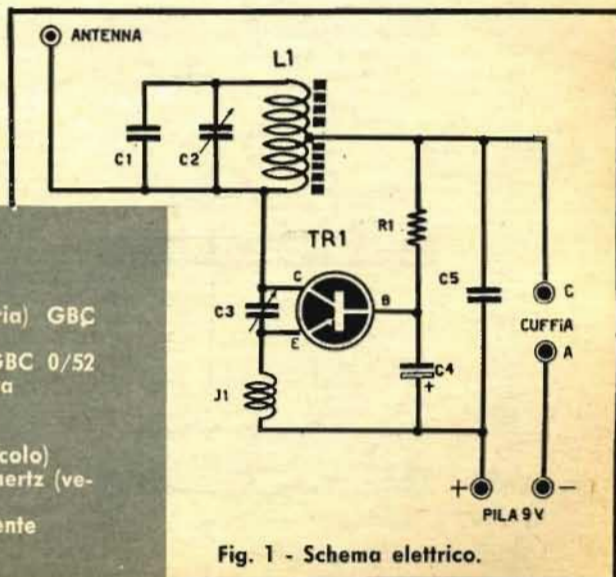 ANTENNA
L1
C1
C2
TR1
R1
C
C3
B
C5
C
E
CUFFIA
C4
A
+
J1
+
-
PILA 9V
Fig. 1 - Schema elettrico.
ria) GBC
GBC 0/52
a
colo)
hertz (ve-
ente